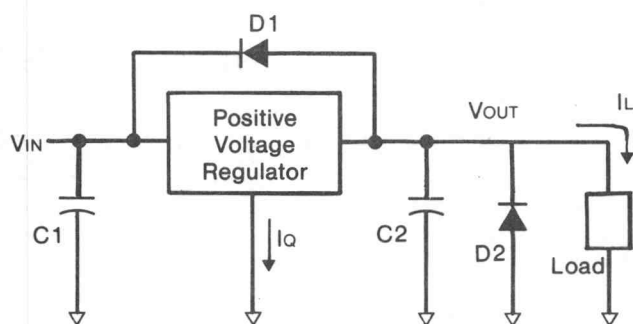 D1
VIN
Positive
Voltage
Regulator
VOUT
IL
C1
IQ
C2
D2
Load